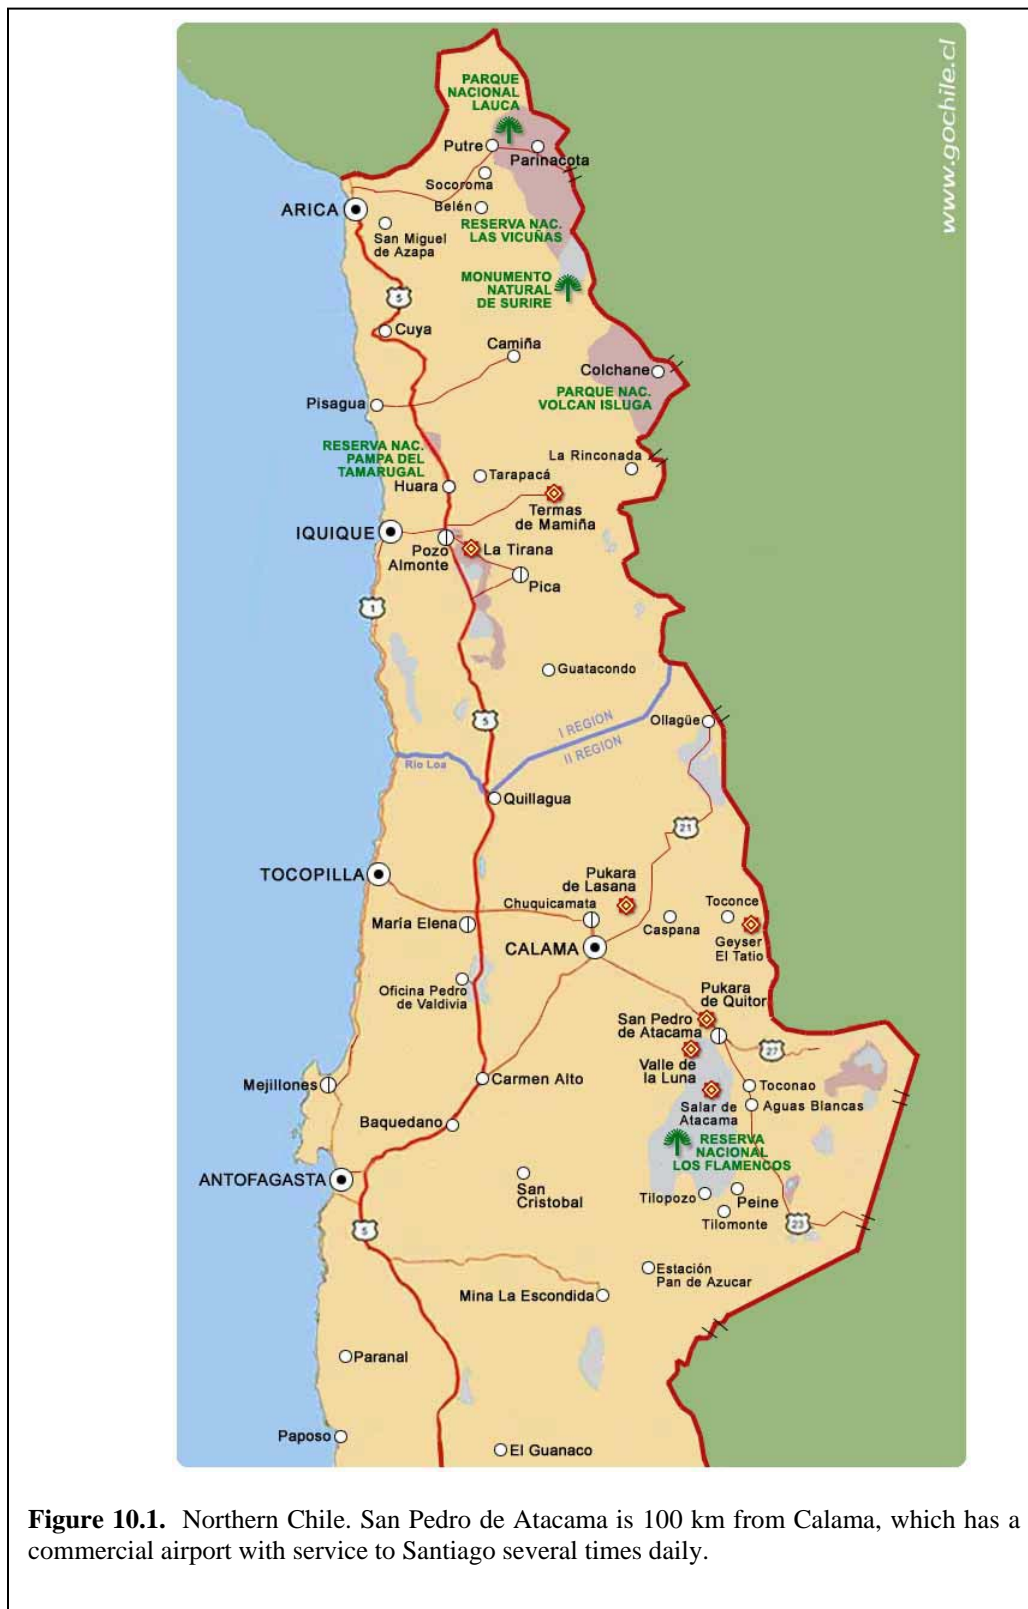 www.gochile.cl
PARQUE
NACIONAL
LAUCA
Putre
Parinacota
Socoroma
Belén
ARICA
San Miguel
de Azapa
RESERVA NAC.
LAS VICUÑAS
MONUMENTO
NATURAL
DE SURIRE
5
Cuya
Camiña
Colchane
PARQUE NAC.
VOLCAN ISLUGA
Pisagua
RESERVA NAC.
PAMPA DEL
TAMARUGAL
La Rinconada
Tarapacá
Huara
Termas
de Mamiña
IQUIQUE
Pozo
Almonte
La Tirana
Pica
1
Guatacondo
5
I REGION
II REGION
Ollagüe
Rio Loa
Quillagua
21
TOCOPILLA
Pukara
de Lasana
Chuquicamata
Toconce
María Elena
Caspana
CALAMA
Geyser
El Tatio
Oficina Pedro
de Valdivia
Pukara
de Quitor
San Pedro
de Atacama
27
Valle de
la Luna
Mejillones
Carmen Alto
Toconao
Salar de
Atacama
Aguas Blancas
Baquedano
RESERVA
NACIONAL
LOS FLAMENCOS
ANTOFAGASTA
San
Cristobal
Tilopozo
Peine
Tilomonte
23
5
Estación
Pan de Azucar
Mina La Escondida
Paranal
Paposo
El Guanaco
Figure 10.1. Northern Chile. San Pedro de Atacama is 100 km from Calama, which has a
commercial airport with service to Santiago several times daily.